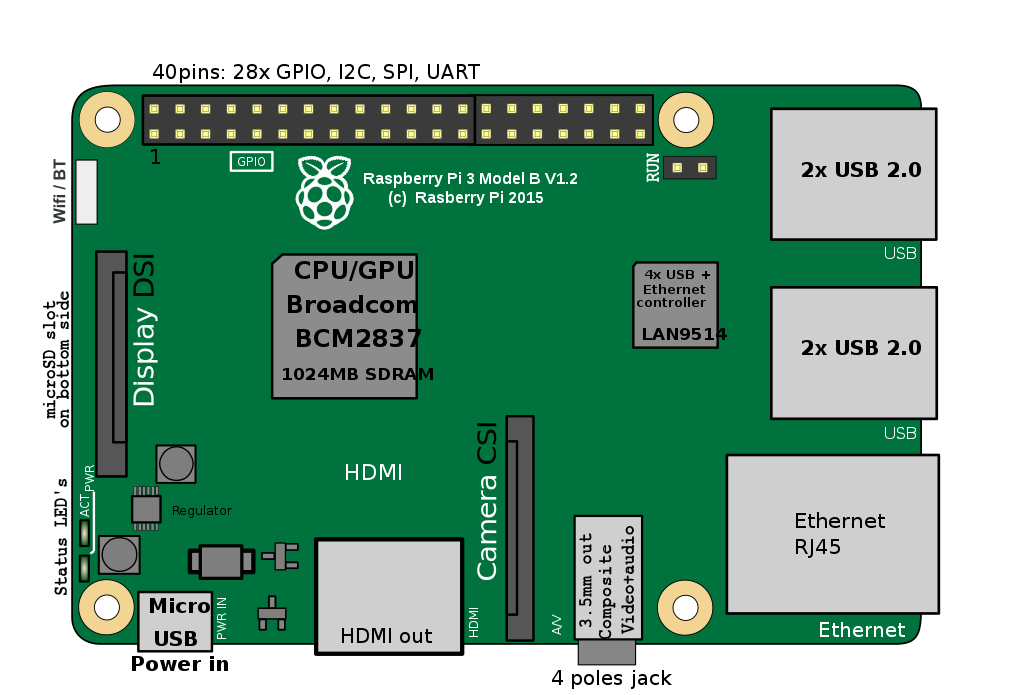 40pins: 28x GPIO, I2C, SPI, UART
1
GPIO
Raspberry Pi 3 Model B V1.2
(c) Rasberry Pi 2015
RUN
2x USB 2.0
USB
Wifi / BT
Display DSI
CPU/GPU
Broadcom
BCM2837
1024MB SDRAM
4x USB +
Ethernet
controller
LAN9514
2x USB 2.0
USB
microSD slot
on bottom side
Status LED's
ACT
PWR
Regulator
HDMI
Camera CSI
Ethernet
RJ45
Ethernet
Micro
USB
PWR IN
Power in
HDMI out
HDMI
A/V
3.5mm out
Composite
Video+audio
4 poles jack